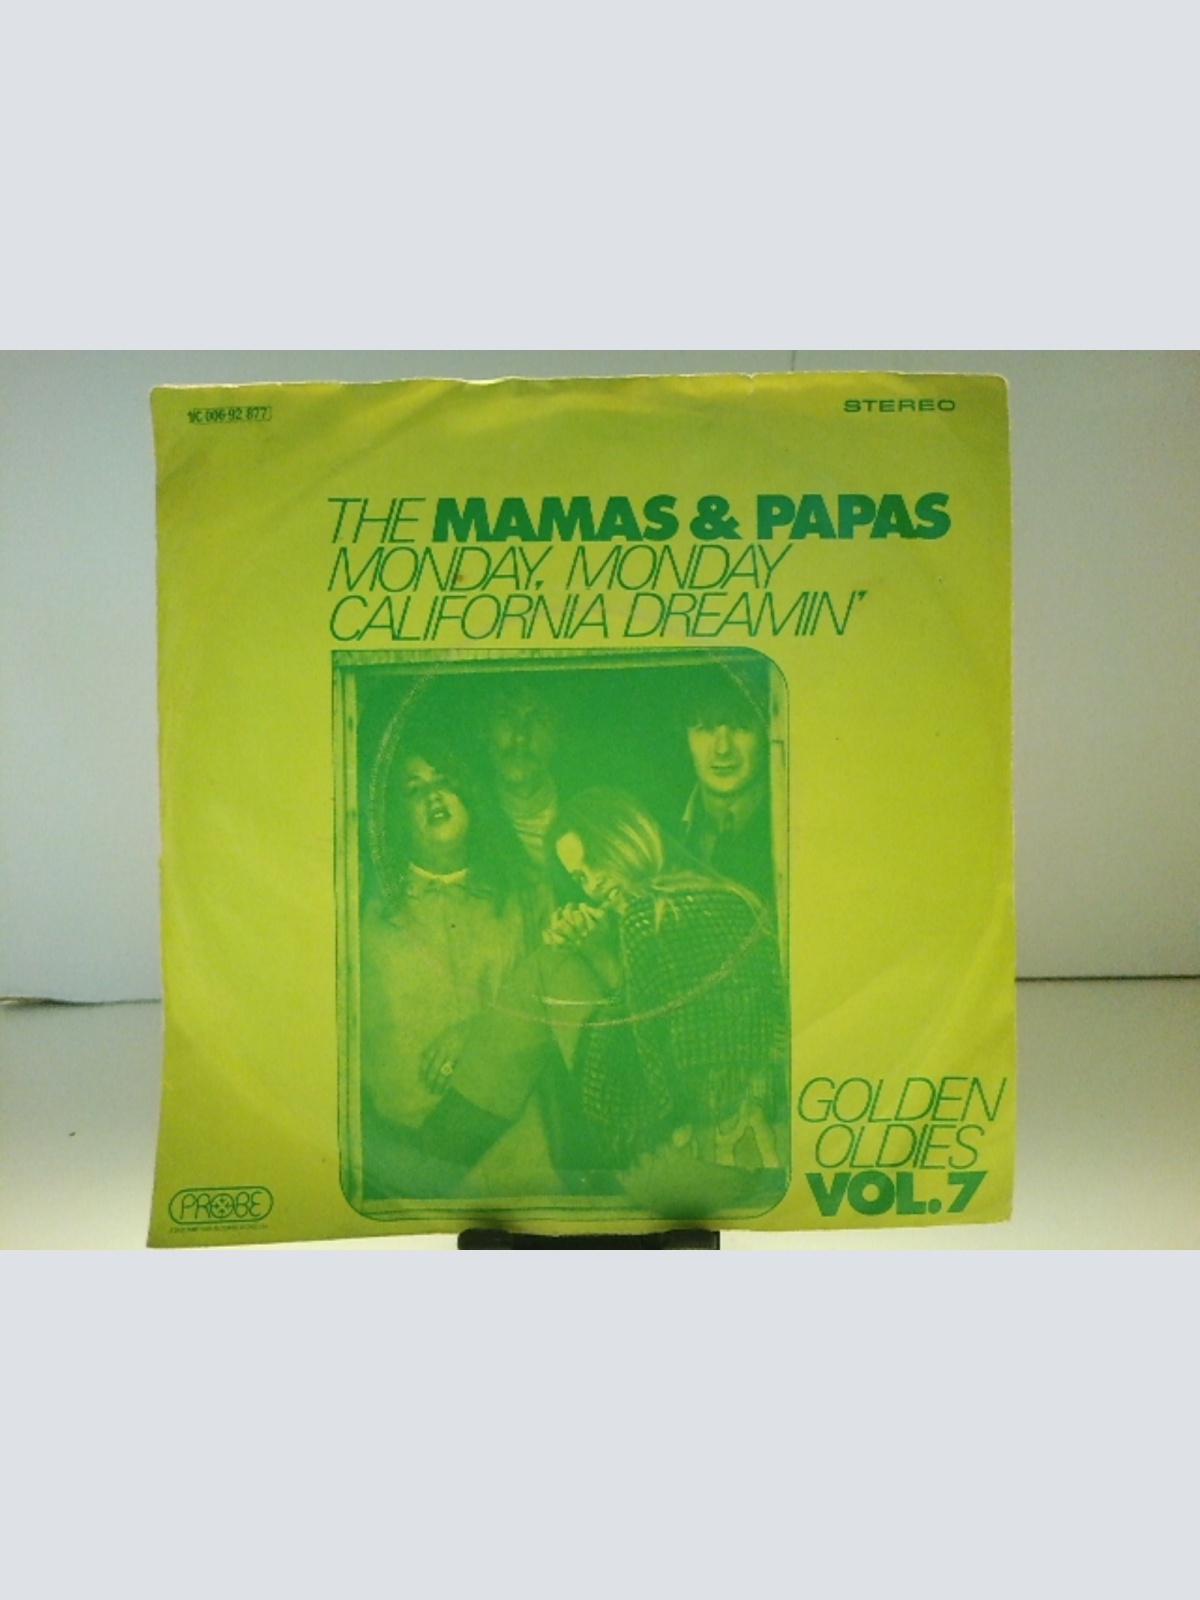 1C 006-92 877
STEREO
THE MAMAS & PAPAS
MONDAY, MONDAY
CALIFORNIA DREAMIN'
GOLDEN
OLDIES
VOL.7
PROBE